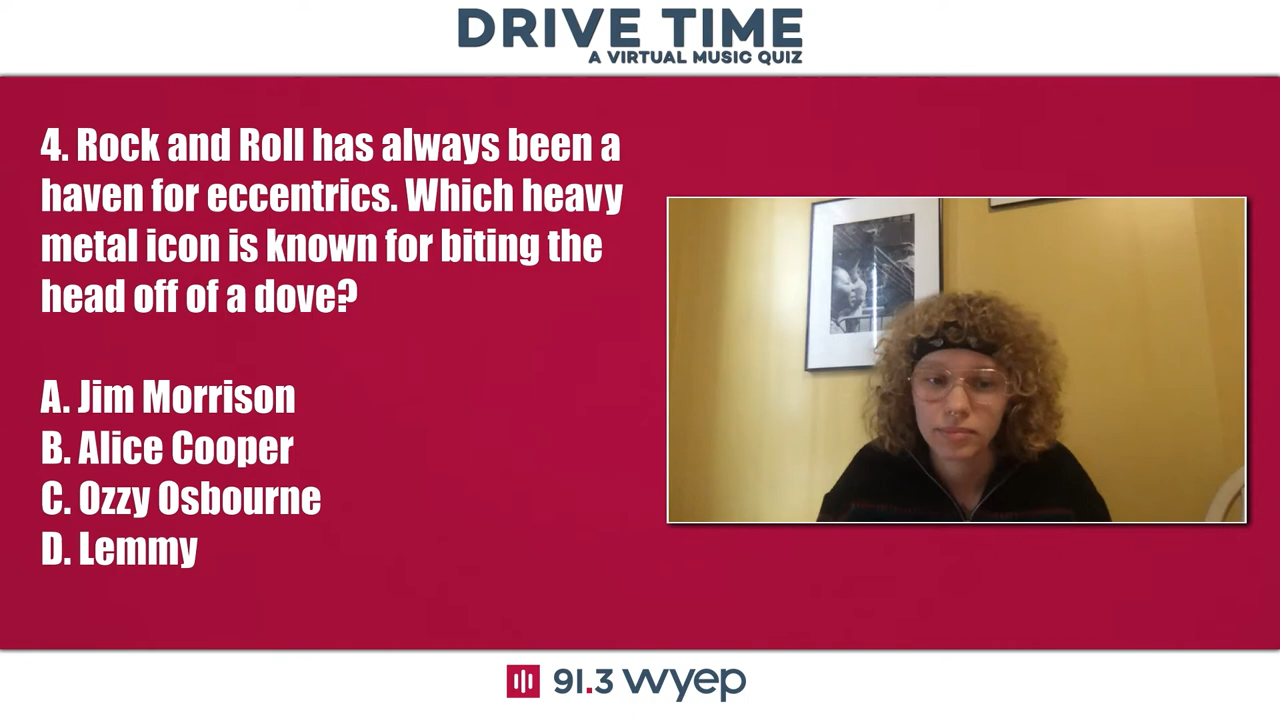 DRIVE TIME
A VIRTUAL MUSIC QUIZ
4. Rock and Roll has always been a
haven for eccentrics. Which heavy
metal icon is known for biting the
head off of a dove?
A. Jim Morrison
B. Alice Cooper
C. Ozzy Osbourne
D. Lemmy
91.3 wyep